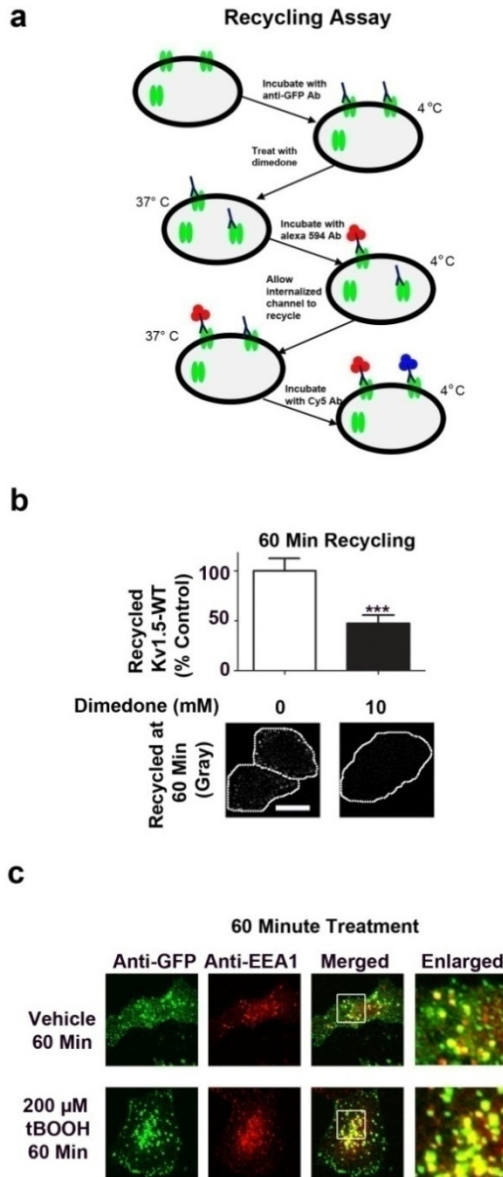 a
Recycling Assay
Incubate with
anti-GFP Ab
4 °C
Treat with
dimedone
37° C
Incubate with
alexa 594 Ab
4°C
Allow
internalized
channel to
recycle
37° C
Incubate
with Cy5 Ab
4°C
b
60 Min Recycling
Recycled
Kv1.5-WT
(% Control)
100
50
0
***
Dimedone (mM)
0
10
Recycled at
60 Min
(Gray)
c
60 Minute Treatment
Anti-GFP
Anti-EEA1
Merged
Enlarged
Vehicle
60 Min
200 µM
tBOOH
60 Min